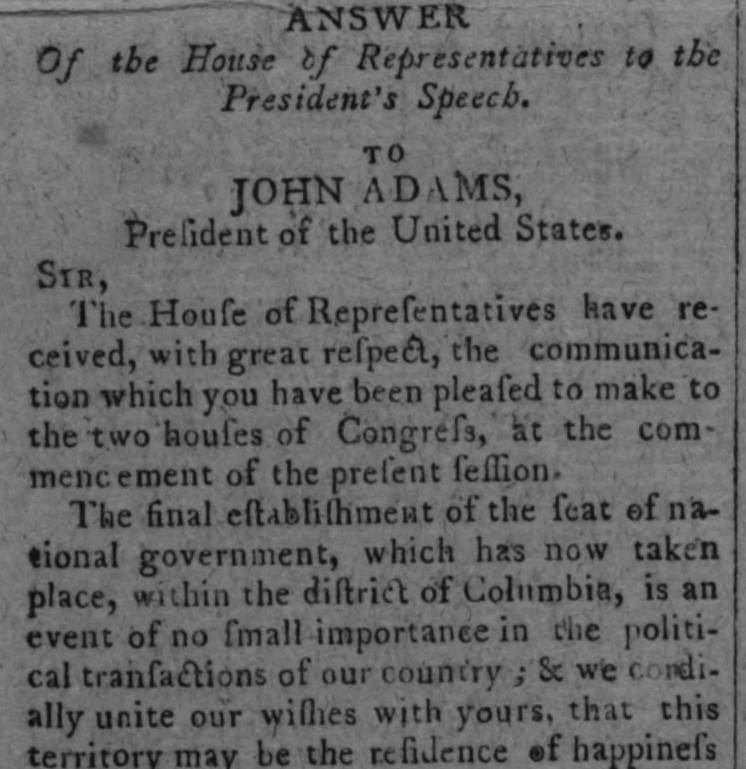 ANSWER
Of the House of Representatives to the
President's Speech.
TO
JOHN ADAMS,
Preſident of the United States.
SIR,
The Houſe of Repreſentatives have re-
ceived, with great reſpect, the communica-
tion which you have been pleaſed to make to
the two houſes of Congreſs, at the com-
mencement of the preſent ſeſſion.
The final eſtabliſhment of the ſeat of na-
tional government, which has now taken
place, within the diſtrict of Columbia, is an
event of no ſmall importance in the politi-
cal tranſactions of our country ; & we cordi-
ally unite our wiſhes with yours, that this
territory may be the reſidence of happineſs